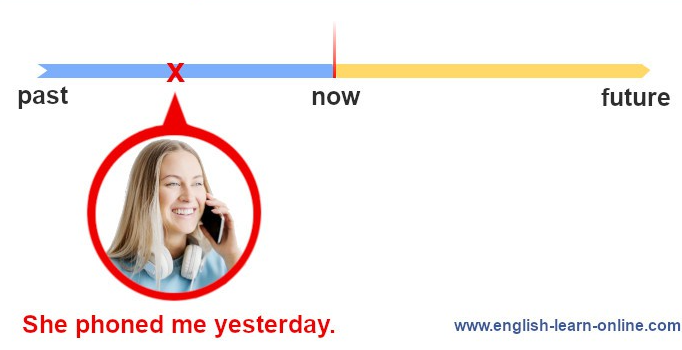 X
past now future
She phoned me yesterday.
www.english-learn-online.com